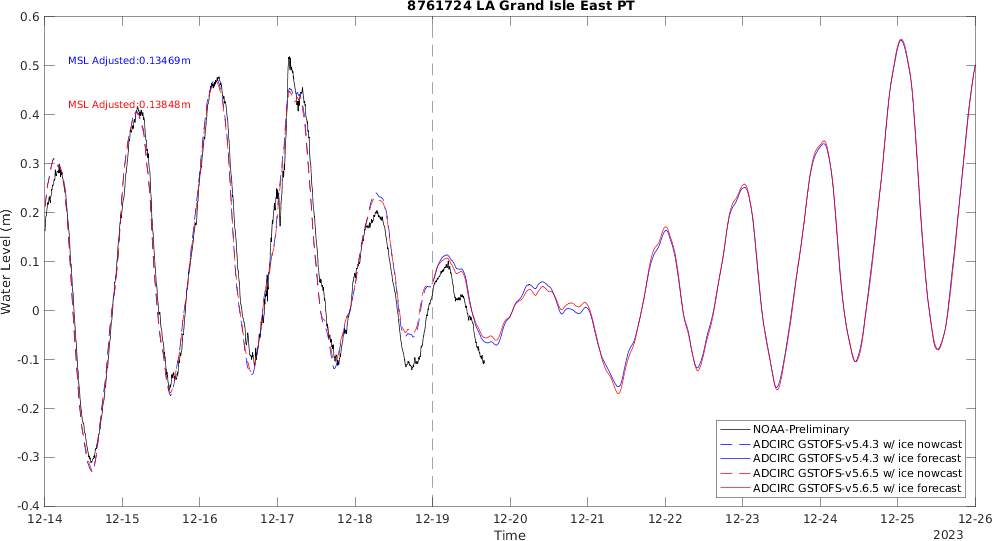 8761724 LA Grand Isle East PT
0.6
0.5
0.4
0.3
0.2
0.1
0
-0.1
-0.2
-0.3
-0.4
Water Level (m)
MSL Adjusted:0.13469m
MSL Adjusted:0.13848m
NOAA-Preliminary
ADCIRC GSTOFS-v5.4.3 w/ ice nowcast
ADCIRC GSTOFS-v5.4.3 w/ ice forecast
ADCIRC GSTOFS-v5.6.5 w/ ice nowcast
ADCIRC GSTOFS-v5.6.5 w/ ice forecast
12-14 12-15 12-16 12-17 12-18 12-19 12-20 12-21 12-22 12-23 12-24 12-25 12-26
Time
2023